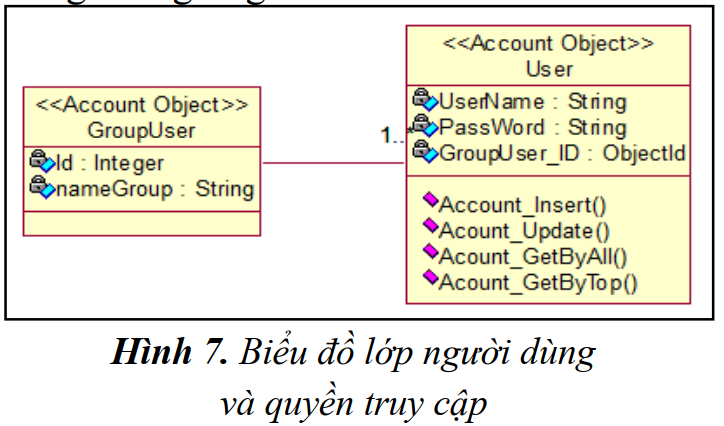 <<Account Object>>
GroupUser
Id : Integer
nameGroup : String
1..*
<<Account Object>>
User
UserName : String
PassWord : String
GroupUser_ID : ObjectId
Account_Insert()
Acount_Update()
Acount_GetByAll()
Acount_GetByTop()
Hình 7. Biểu đồ lớp người dùng
và quyền truy cập